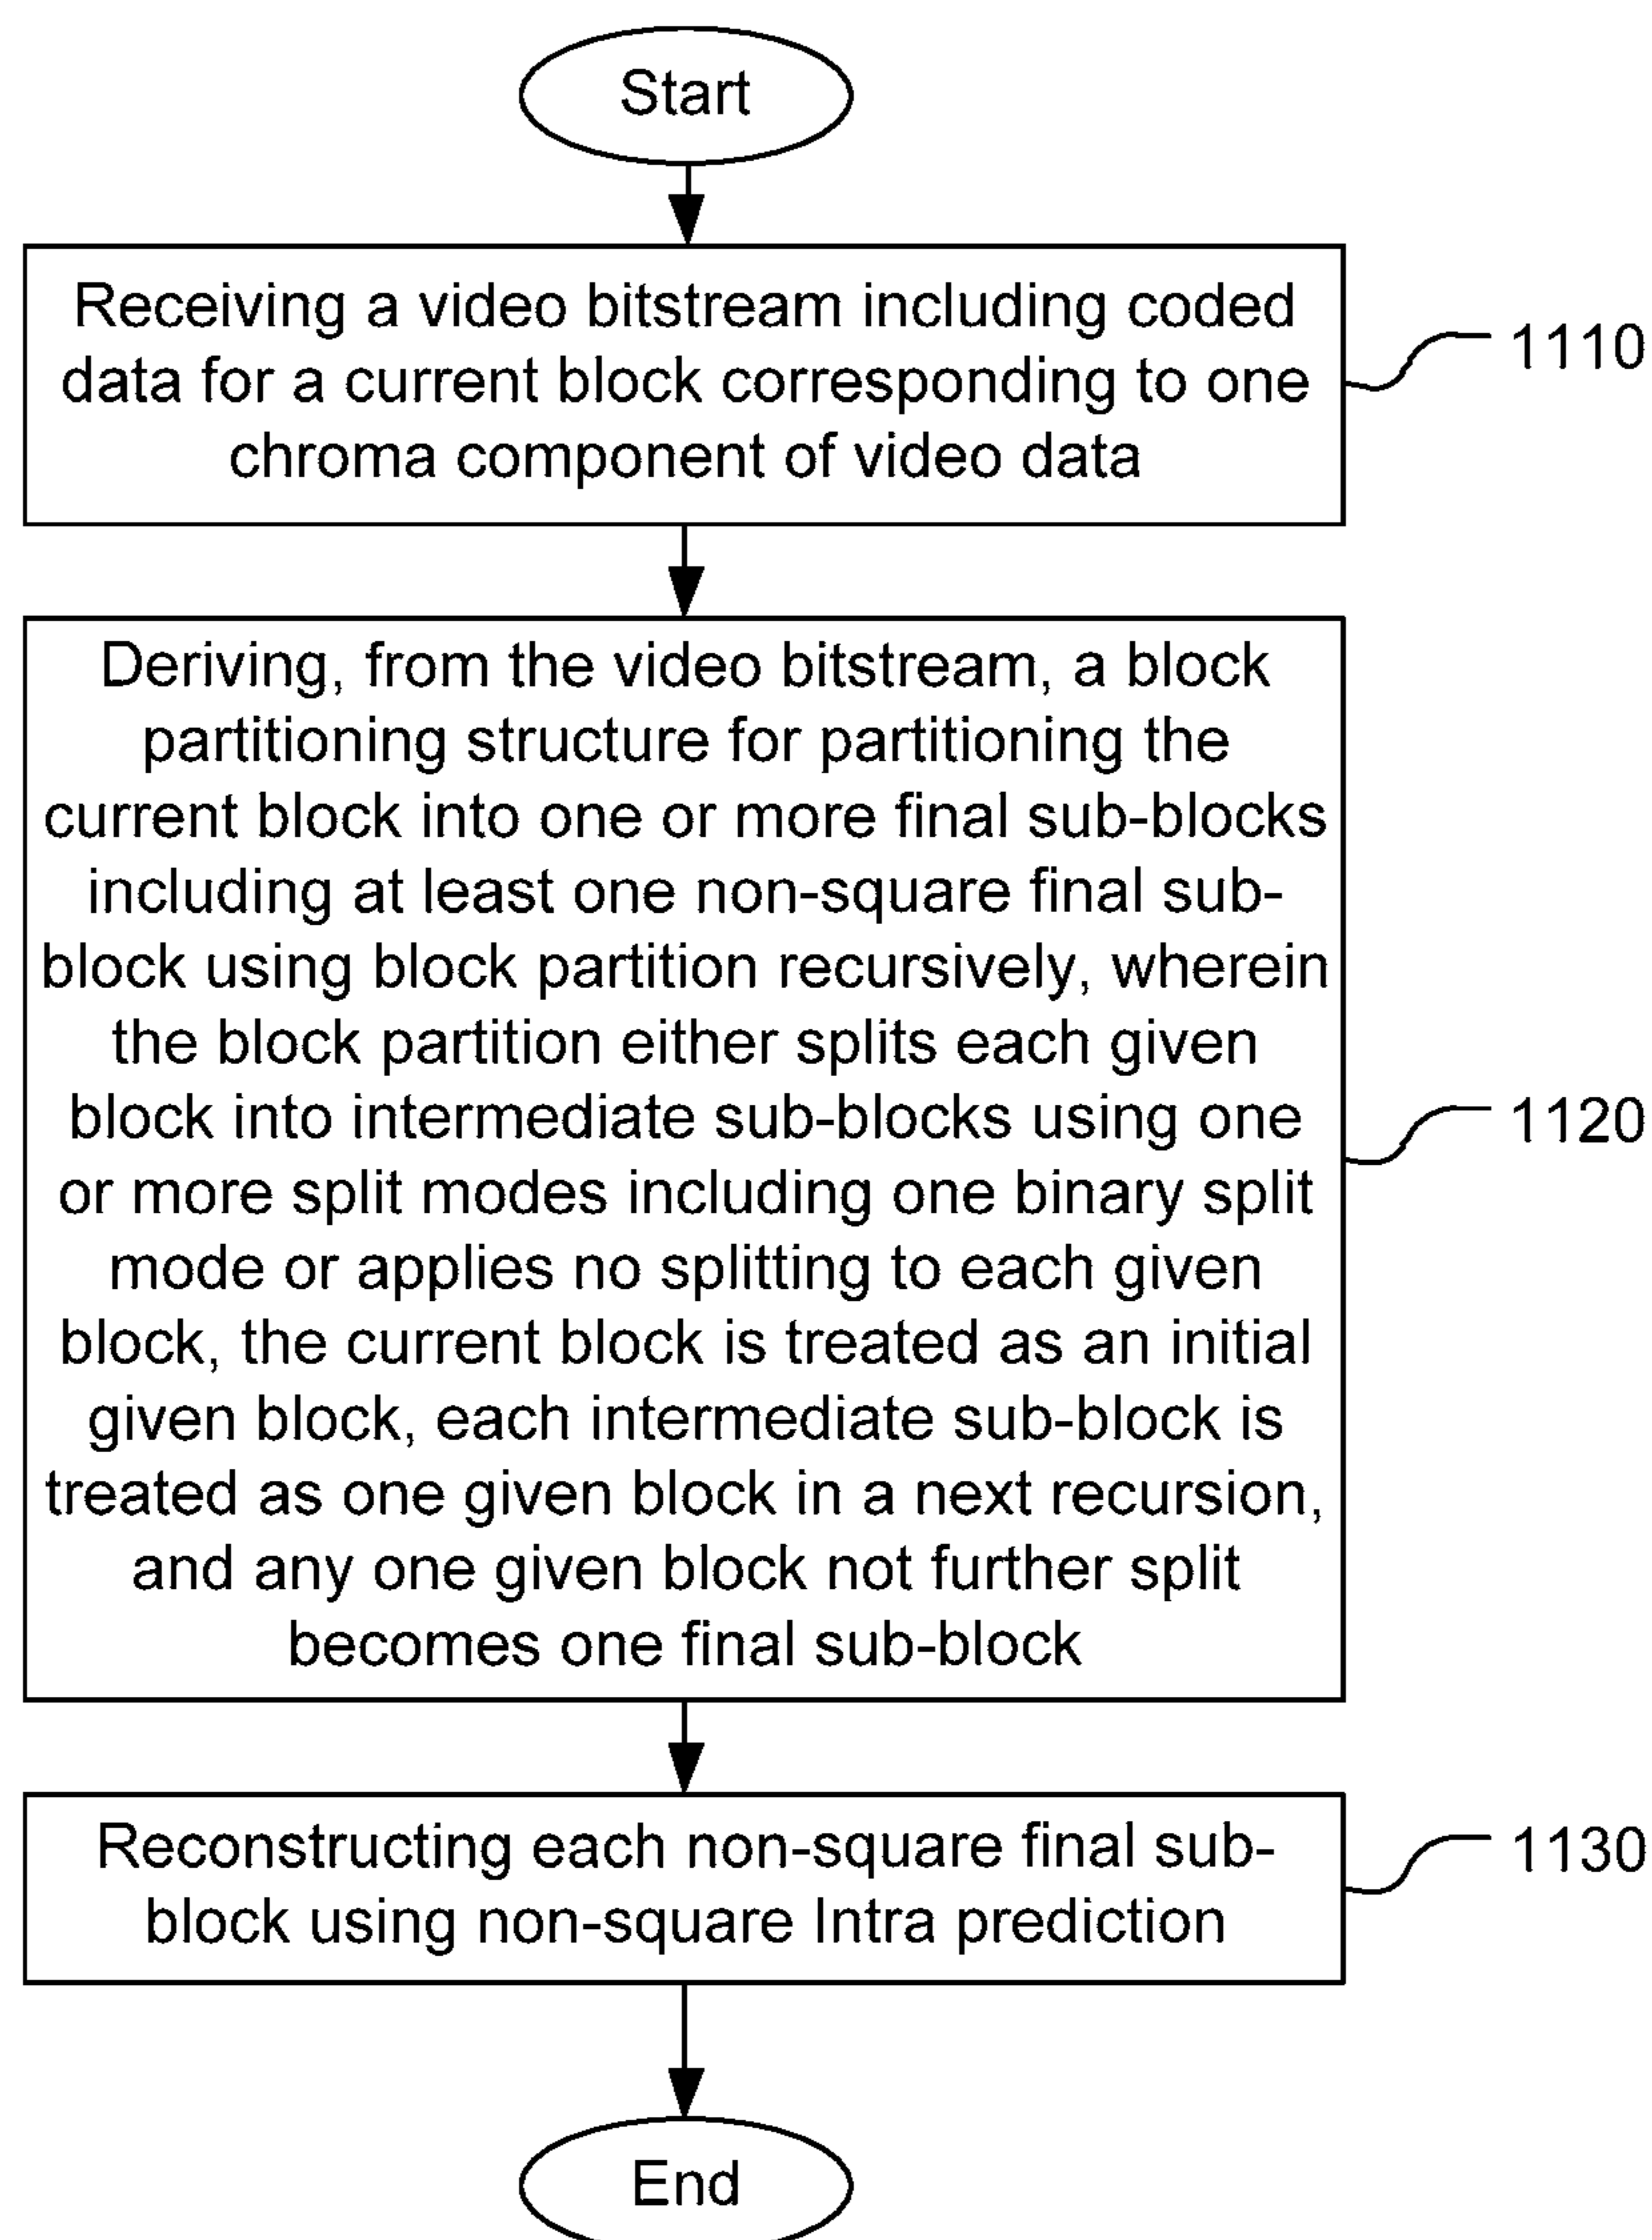 Start
Receiving a video bitstream including coded
data for a current block corresponding to one
chroma component of video data
1110
Deriving, from the video bitstream, a block
partitioning structure for partitioning the
current block into one or more final sub-blocks
including at least one non-square final sub-
block using block partition recursively, wherein
the block partition either splits each given
block into intermediate sub-blocks using one
or more split modes including one binary split
mode or applies no splitting to each given
block, the current block is treated as an initial
given block, each intermediate sub-block is
treated as one given block in a next recursion,
and any one given block not further split
becomes one final sub-block
1120
Reconstructing each non-square final sub-
block using non-square Intra prediction
1130
End